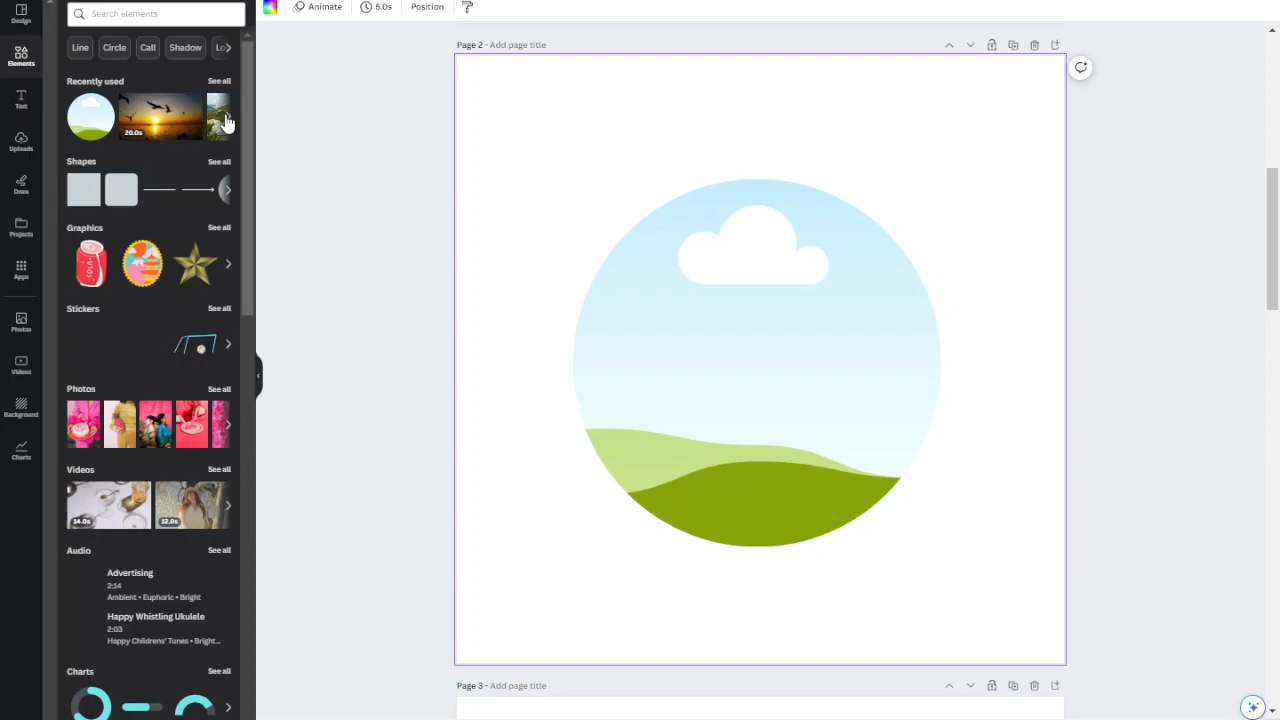 Design
Elements
Text
Uploads
Draw
Projects
Apps
Photos
Videos
Background
Charts
Search elements
Line
Circle
Call
Shadow
Lo
Recently used
See all
20.0s
Shapes
See all
Graphics
See all
Stickers
See all
Photos
See all
Videos
See all
14.0s
12.0s
Audio
See all
Advertising
2:14
Ambient • Euphoric • Bright
Happy Whistling Ukulele
2:03
Happy Childrens' Tunes • Bright...
Charts
See all
Animate
5.0s
Position
Page 2 - Add page title
Page 3 - Add page title